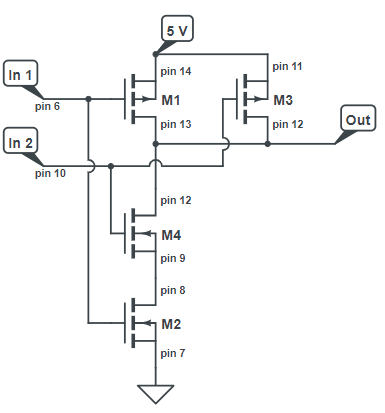 5 V
In 1
pin 14
pin 11
M1
M3
pin 6
pin 13
pin 12
Out
In 2
pin 10
pin 12
M4
pin 9
pin 8
M2
pin 7